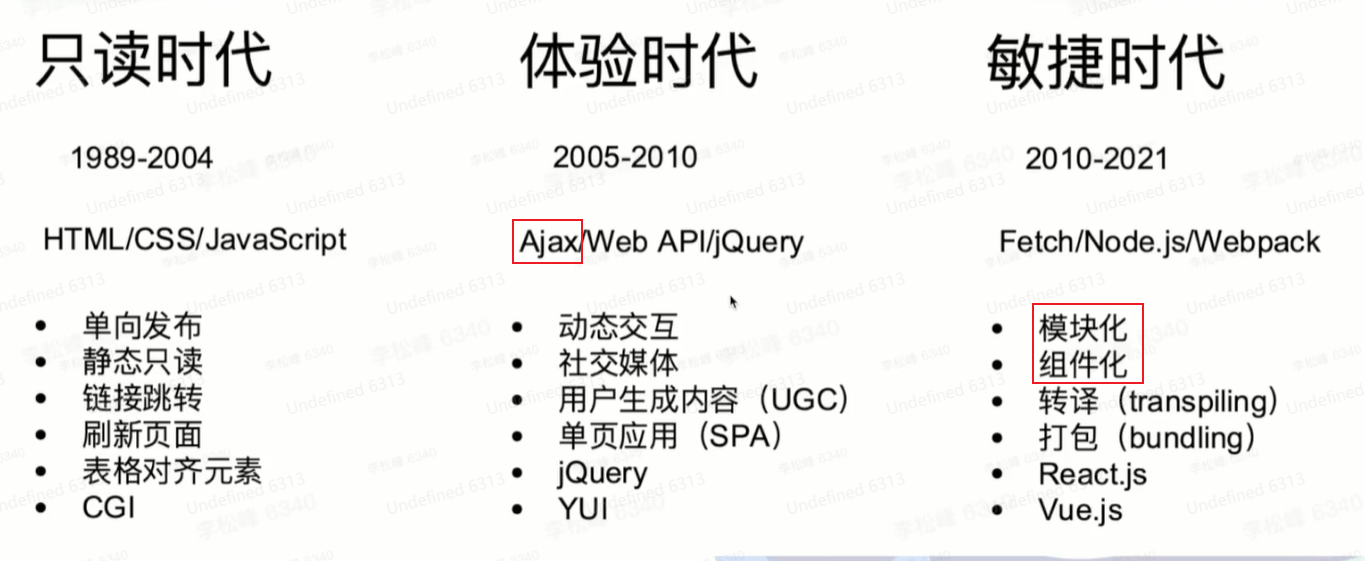 只读时代
1989-2004
HTML/CSS/JavaScript
• 单向发布
• 静态只读
• 链接跳转
• 刷新页面
• 表格对齐元素
• CGI
体验时代
2005-2010
Ajax/Web API/jQuery
• 动态交互
• 社交媒体
• 用户生成内容（UGC）
• 单页应用（SPA）
• jQuery
• YUI
敏捷时代
2010-2021
Fetch/Node.js/Webpack
• 模块化
• 组件化
• 转译（transpiling）
• 打包（bundling）
• React.js
• Vue.js
李松峰 6340
Undefined 6313